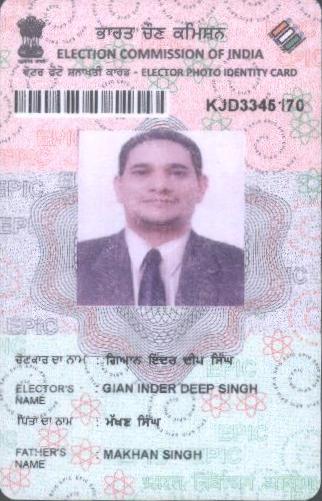 ਭਾਰਤ ਚੋਣ ਕਮਿਸ਼ਨ
ELECTION COMMISSION OF INDIA
ਵੋਟਰ ਫੋਟੋ ਸ਼ਨਾਖਤੀ ਕਾਰਡ - ELECTOR PHOTO IDENTITY CARD
KJD3345170
EPIC
ਚੋਣਕਾਰ ਦਾ ਨਾਮ : ਗਿਆਨ ਇੰਦਰ ਦੀਪ ਸਿੰਘ
ELECTOR'S NAME : GIAN INDER DEEP SINGH
ਪਿਤਾ ਦਾ ਨਾਮ : ਮੱਖਣ ਸਿੰਘ
FATHER'S NAME : MAKHAN SINGH